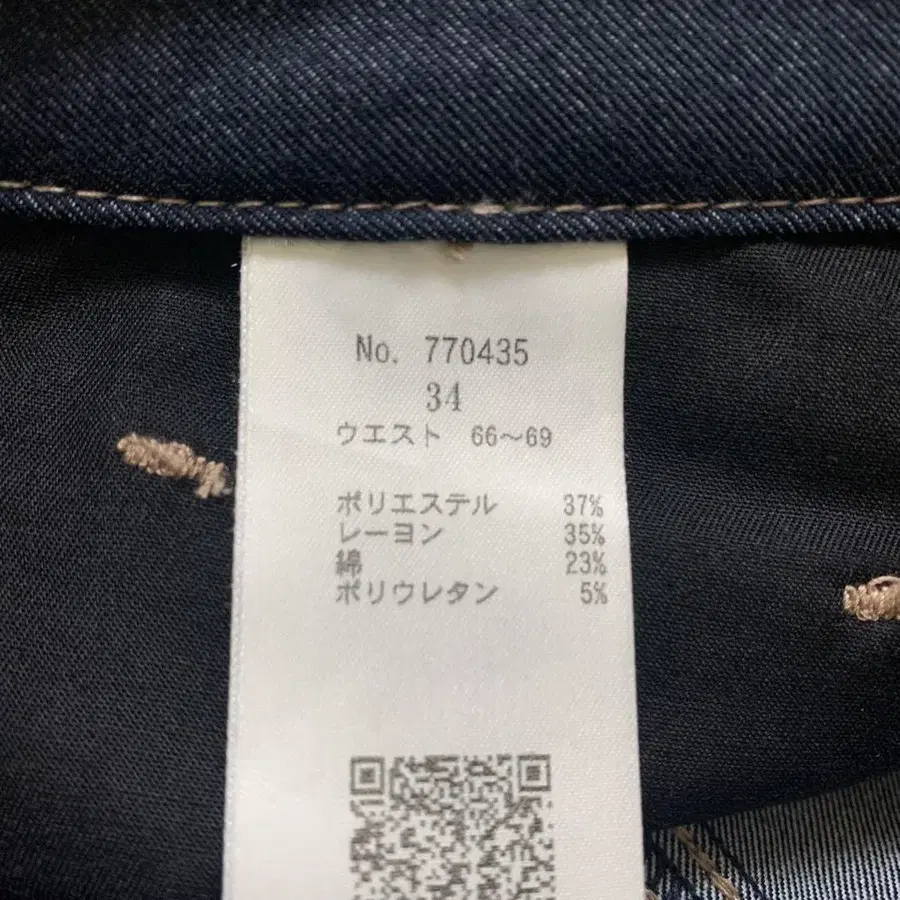 No. 770435
34
ウエスト 66～69
ポリエステル 37%
レーヨン 35%
綿 23%
ポリウレタン 5%